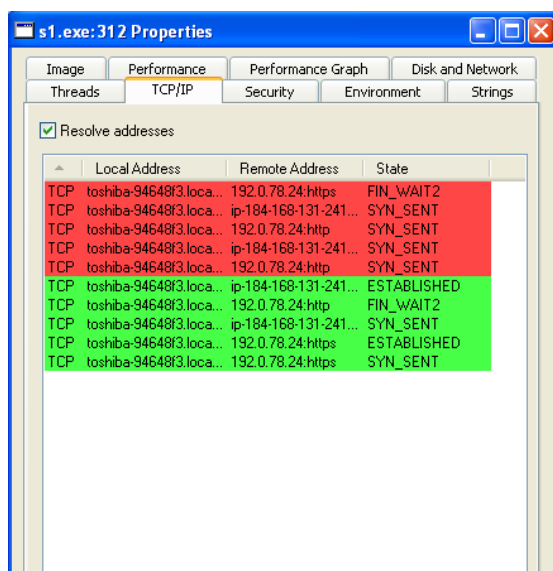 s1.exe:312 Properties
Image Performance Performance Graph Disk and Network
Threads TCP/IP Security Environment Strings
Resolve addresses
Local Address Remote Address State
TCP toshiba-94648f3.loca... 192.0.78.24:https FIN_WAIT2
TCP toshiba-94648f3.loca... ip-184-168-131-241... SYN_SENT
TCP toshiba-94648f3.loca... 192.0.78.24:http SYN_SENT
TCP toshiba-94648f3.loca... ip-184-168-131-241... SYN_SENT
TCP toshiba-94648f3.loca... 192.0.78.24:http SYN_SENT
TCP toshiba-94648f3.loca... ip-184-168-131-241... ESTABLISHED
TCP toshiba-94648f3.loca... 192.0.78.24:http FIN_WAIT2
TCP toshiba-94648f3.loca... ip-184-168-131-241... SYN_SENT
TCP toshiba-94648f3.loca... 192.0.78.24:https ESTABLISHED
TCP toshiba-94648f3.loca... 192.0.78.24:https SYN_SENT